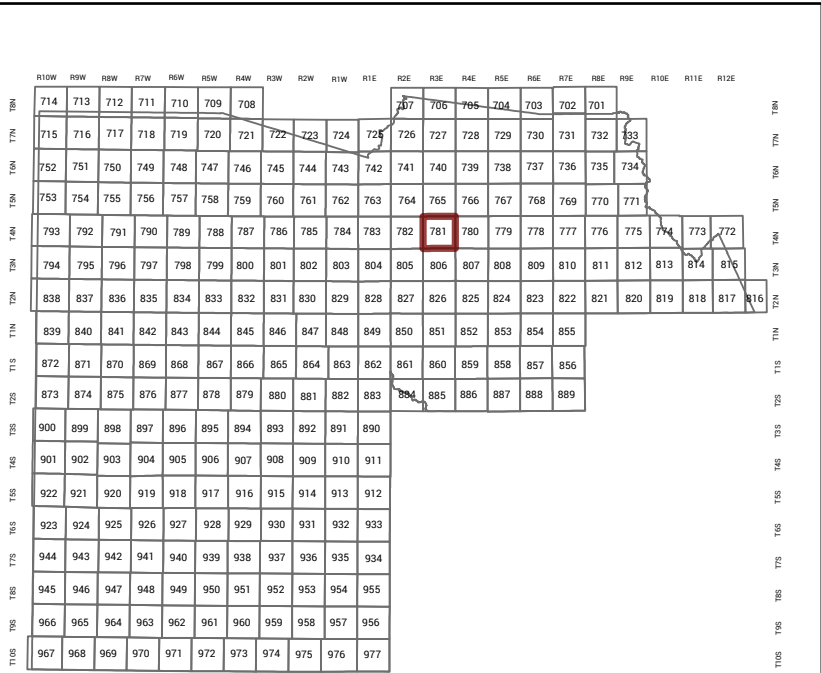 R10W R9W R8W R7W R6W R5W R4W R3W R2W R1W R1E R2E R3E R4E R5E R6E R7E R8E R9E R10E R11E R12E
T8N 714 713 712 711 710 709 708 707 706 705 704 703 702 701 T8N
T7N 715 716 717 718 719 720 721 722 723 724 725 726 727 728 729 730 731 732 733 T7N
T6N 752 751 750 749 748 747 746 745 744 743 742 741 740 739 738 737 736 735 734 T6N
T5N 753 754 755 756 757 758 759 760 761 762 763 764 765 766 767 768 769 770 771 T5N
T4N 793 792 791 790 789 788 787 786 785 784 783 782 781 780 779 778 777 776 775 774 773 772 T4N
T3N 794 795 796 797 798 799 800 801 802 803 804 805 806 807 808 809 810 811 812 813 814 815 T3N
T2N 838 837 836 835 834 833 832 831 830 829 828 827 826 825 824 823 822 821 820 819 818 817 816 T2N
T1N 839 840 841 842 843 844 845 846 847 848 849 850 851 852 853 854 855 T1N
T1S 872 871 870 869 868 867 866 865 864 863 862 861 860 859 858 857 856 T1S
T2S 873 874 875 876 877 878 879 880 881 882 883 884 885 886 887 888 889 T2S
T3S 900 899 898 897 896 895 894 893 892 891 890 T3S
T4S 901 902 903 904 905 906 907 908 909 910 911 T4S
T5S 922 921 920 919 918 917 916 915 914 913 912 T5S
T6S 923 924 925 926 927 928 929 930 931 932 933 T6S
T7S 944 943 942 941 940 939 938 937 936 935 934 T7S
T8S 945 946 947 948 949 950 951 952 953 954 955 T8S
T9S 966 965 964 963 962 961 960 959 958 957 956 T9S
T10S 967 968 969 970 971 972 973 974 975 976 977 T10S